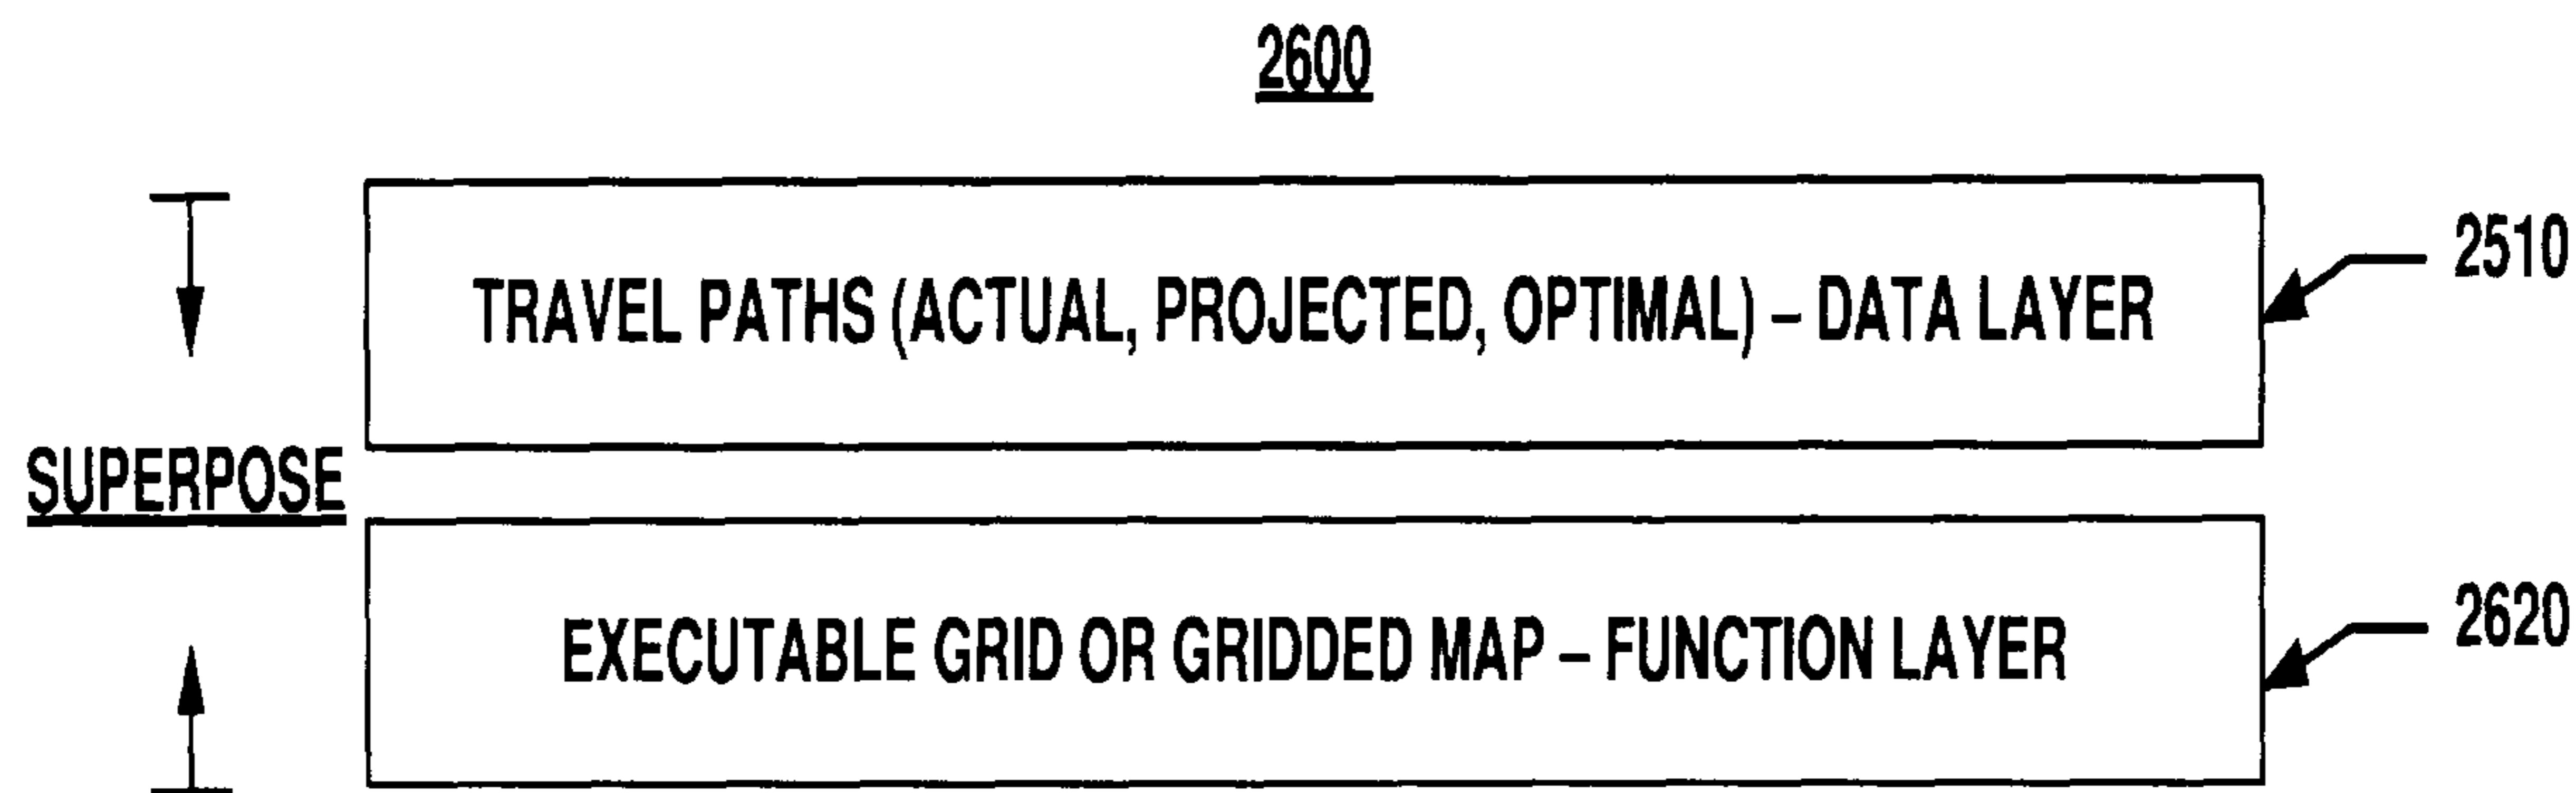 2600
TRAVEL PATHS (ACTUAL, PROJECTED, OPTIMAL) – DATA LAYER
2510
SUPERPOSE
EXECUTABLE GRID OR GRIDDED MAP – FUNCTION LAYER
2620